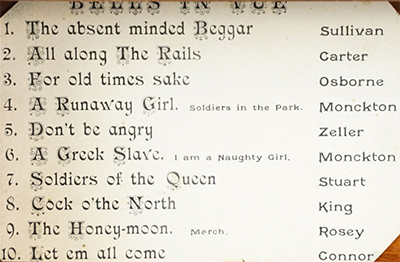 BELLS IN VUE
1. The absent minded Beggar Sullivan
2. All along The Rails Carter
3. For old times sake Osborne
4. A Runaway Girl. Soldiers in the Park. Monckton
5. Don't be angry Zeller
6. A Greek Slave. I am a Naughty Girl, Monckton
7. Soldiers of the Queen Stuart
8. Cock o'the North King
9. The Honey-moon. March. Rosey
10. Let em all come Connor